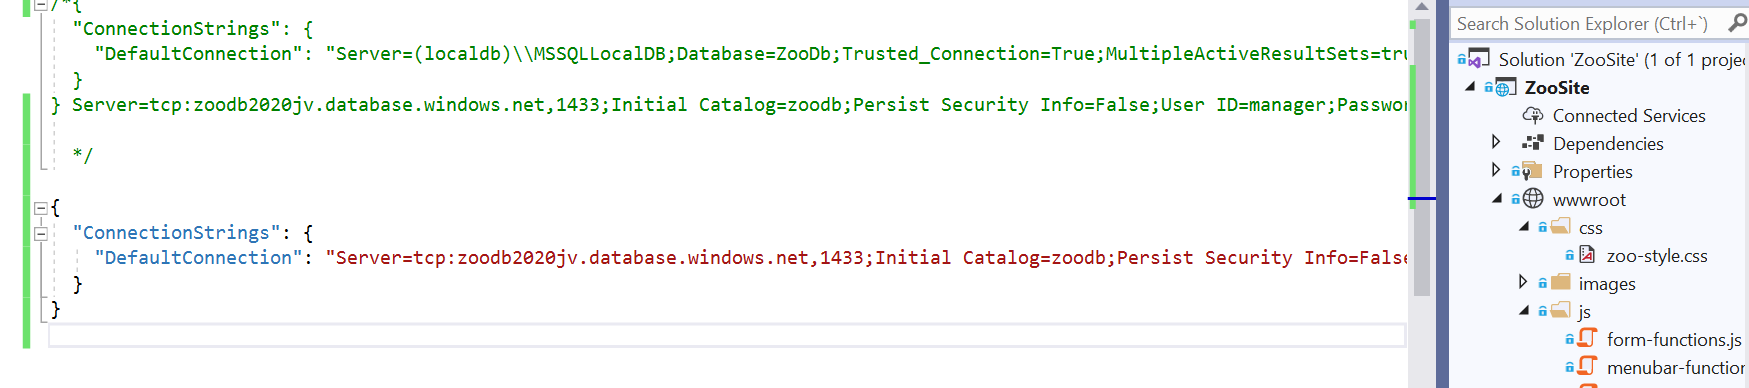 /*{
"ConnectionStrings": {
"DefaultConnection": "Server=(localdb)\\MSSQLLocalDB;Database=ZooDb;Trusted_Connection=True;MultipleActiveResultSets=tru
}
} Server=tcp:zoodb2020jv.database.windows.net,1433;Initial Catalog=zoodb;Persist Security Info=False;User ID=manager;Passwor
*/
{
"ConnectionStrings": {
"DefaultConnection": "Server=tcp:zoodb2020jv.database.windows.net,1433;Initial Catalog=zoodb;Persist Security Info=False
}
}
Search Solution Explorer (Ctrl+`)
Solution 'ZooSite' (1 of 1 projec
ZooSite
Connected Services
Dependencies
Properties
wwwroot
css
zoo-style.css
images
js
form-functions.js
menubar-function